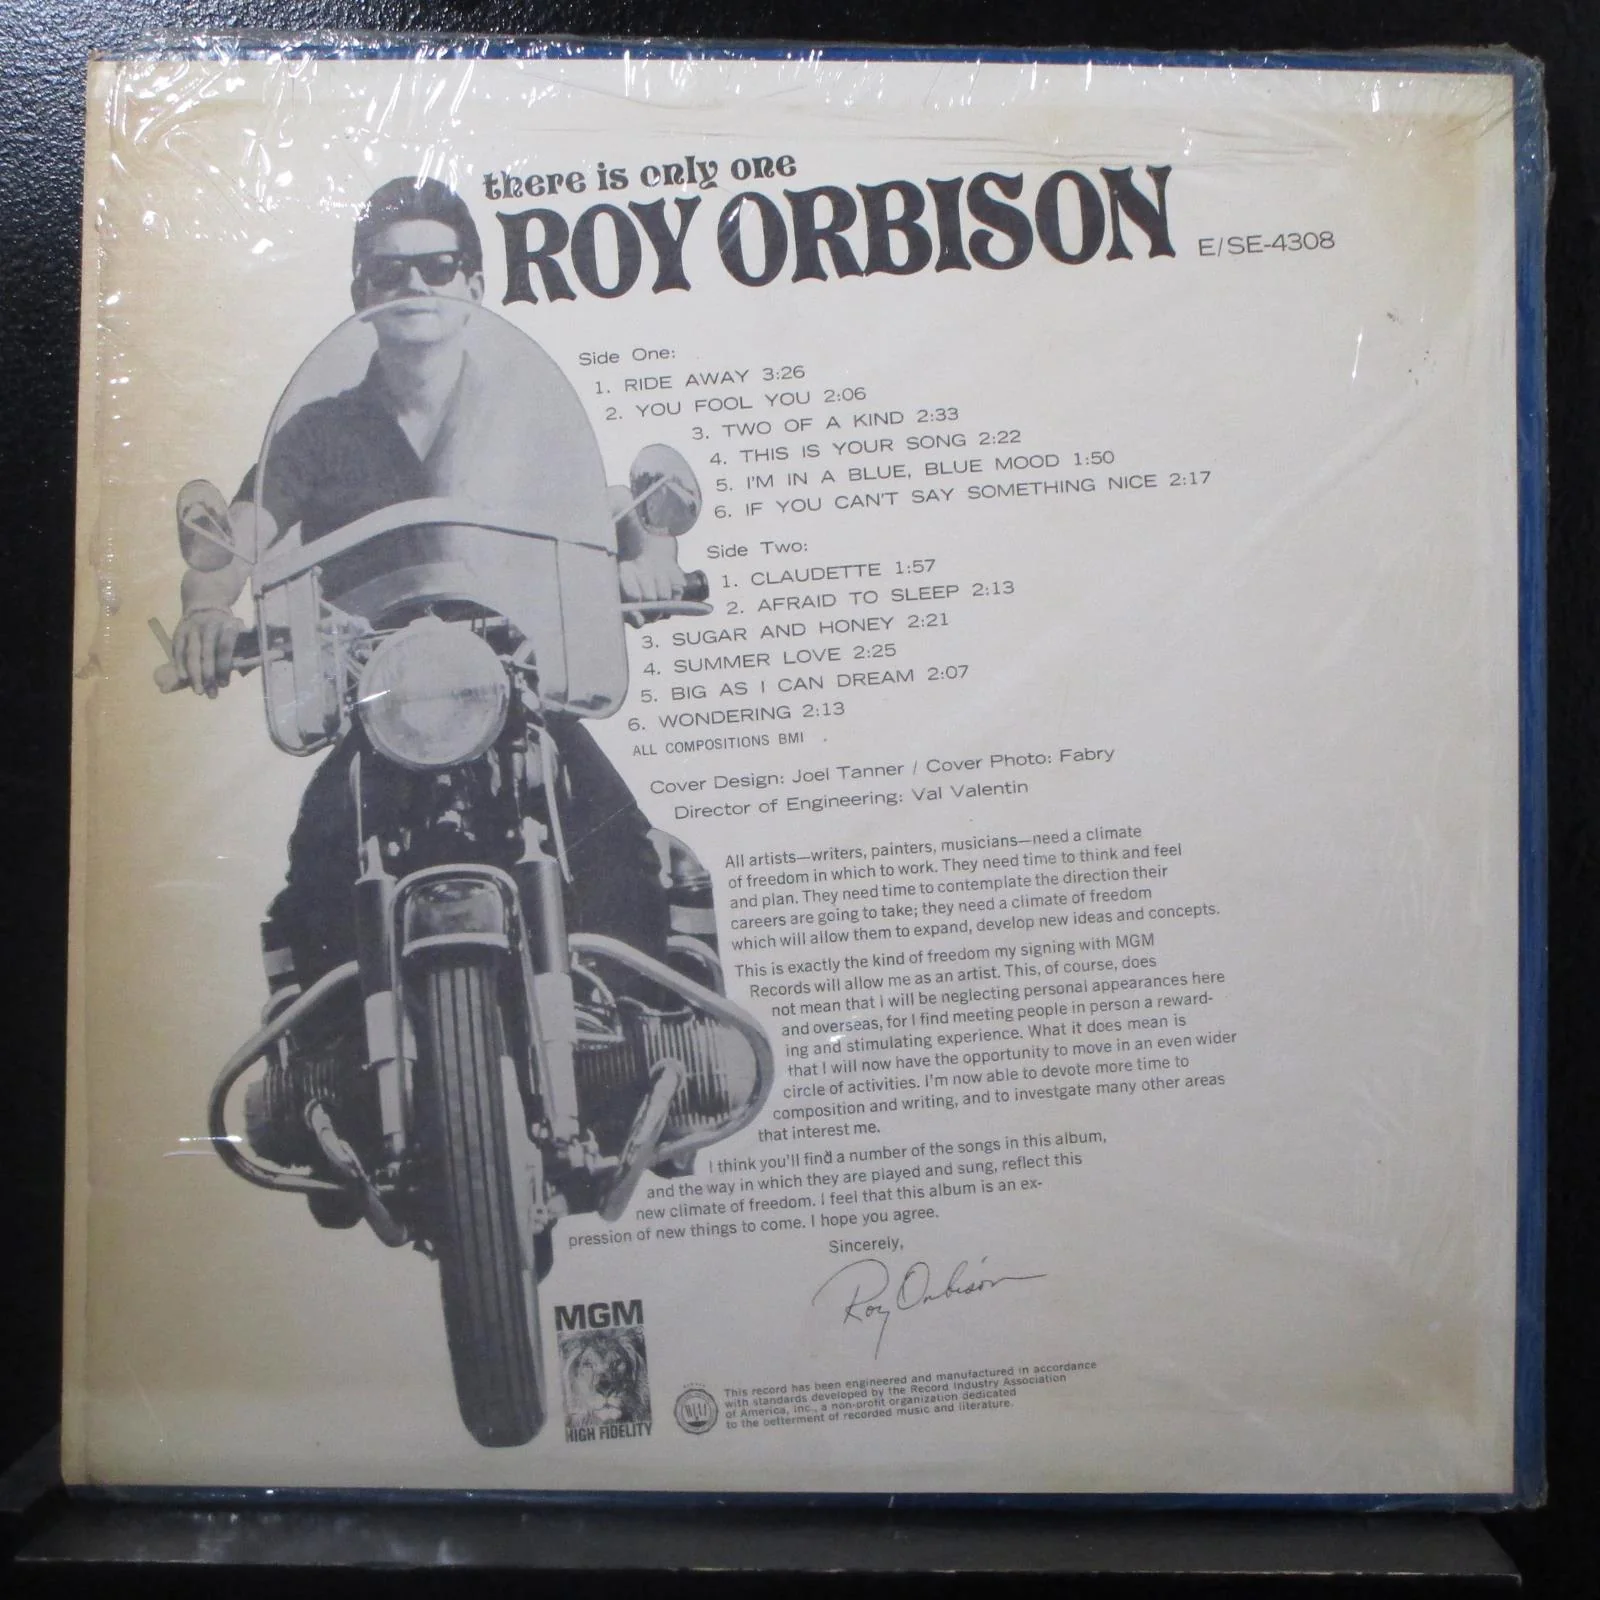 there is only one
ROY ORBISON E/SE-4308
Side One:
1. RIDE AWAY 3:26
2. YOU FOOL YOU 2:06
3. TWO OF A KIND 2:33
4. THIS IS YOUR SONG 2:22
5. I'M IN A BLUE, BLUE MOOD 1:50
6. IF YOU CAN'T SAY SOMETHING NICE 2:17
Side Two:
1. CLAUDETTE 1:57
2. AFRAID TO SLEEP 2:13
3. SUGAR AND HONEY 2:21
4. SUMMER LOVE 2:25
5. BIG AS I CAN DREAM 2:07
6. WONDERING 2:13
ALL COMPOSITIONS BMI
Cover Design: Joel Tanner / Cover Photo: Fabry
Director of Engineering: Val Valentin
All artists—writers, painters, musicians—need a climate
of freedom in which to work. They need time to think and feel
and plan. They need time to contemplate the direction their
careers are going to take; they need a climate of freedom
which will allow them to expand, develop new ideas and concepts.
This is exactly the kind of freedom my signing with MGM
Records will allow me as an artist. This, of course, does
not mean that I will be neglecting personal appearances here
and overseas, for I find meeting people in person a reward-
ing and stimulating experience. What it does mean is
that I will now have the opportunity to move in an even wider
circle of activities. I'm now able to devote more time to
composition and writing, and to investgate many other areas
that interest me.
I think you'll find a number of the songs in this album,
and the way in which they are played and sung, reflect this
new climate of freedom. I feel that this album is an ex-
pression of new things to come. I hope you agree.
Sincerely,
Roy Orbison
MGM
HIGH FIDELITY
This record has been engineered and manufactured in accordance
with standards developed by the Record Industry Association
of America, Inc., a non-profit organization dedicated
to the betterment of recorded music and literature.